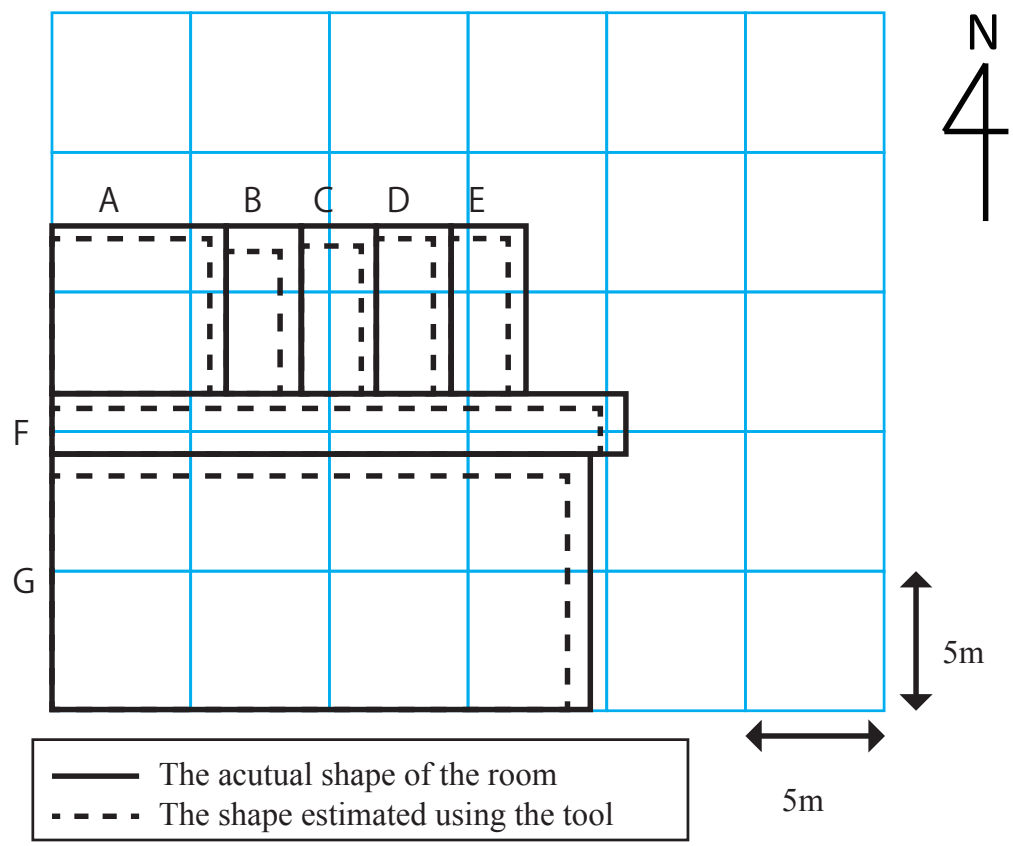 N
A B C D E
F
G
5m
5m
The acutual shape of the room
The shape estimated using the tool